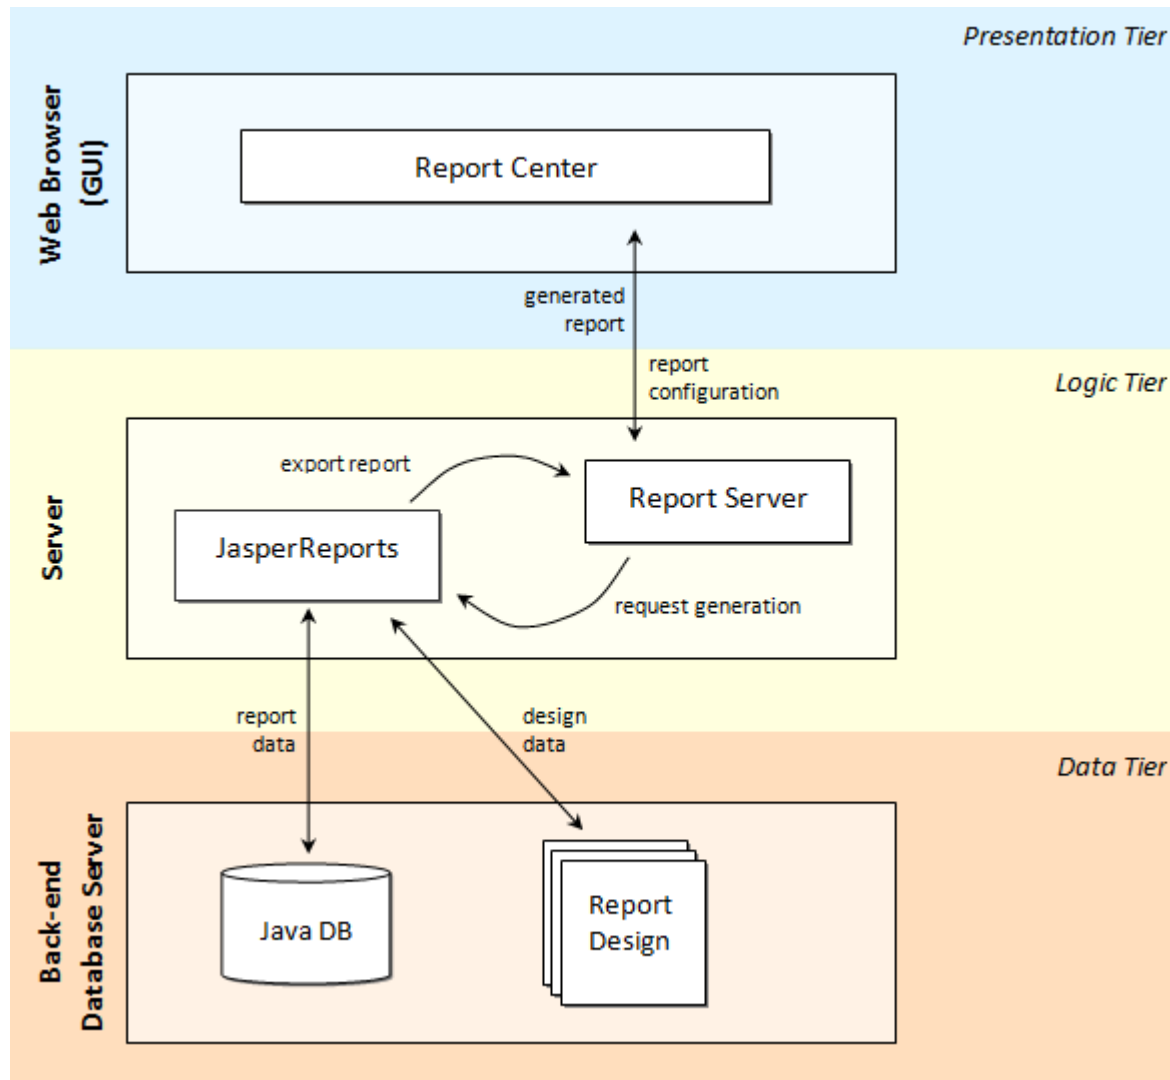 Presentation Tier
Web Browser
(GUI)
Report Center
generated
report
report
configuration
Logic Tier
Server
export report
Report Server
JasperReports
request generation
report
data
design
data
Data Tier
Back-end
Database Server
Java DB
Report
Design